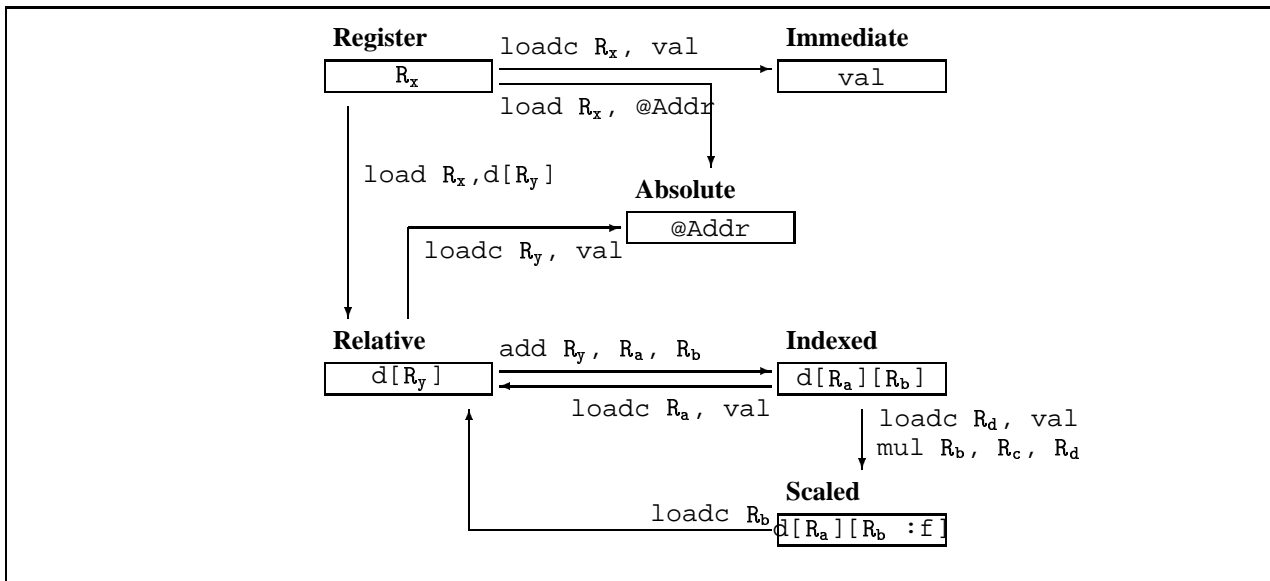 Register
loadc Rx, val
Immediate
Rx
val
load Rx, @Addr
load Rx,d[Ry]
Absolute
@Addr
loadc Ry, val
Relative
add Ry, Ra, Rb
Indexed
d[Ry]
d[Ra][Rb]
loadc Ra, val
loadc Rd, val
mul Rb, Rc, Rd
Scaled
loadc Rb
d[Ra][Rb :f]